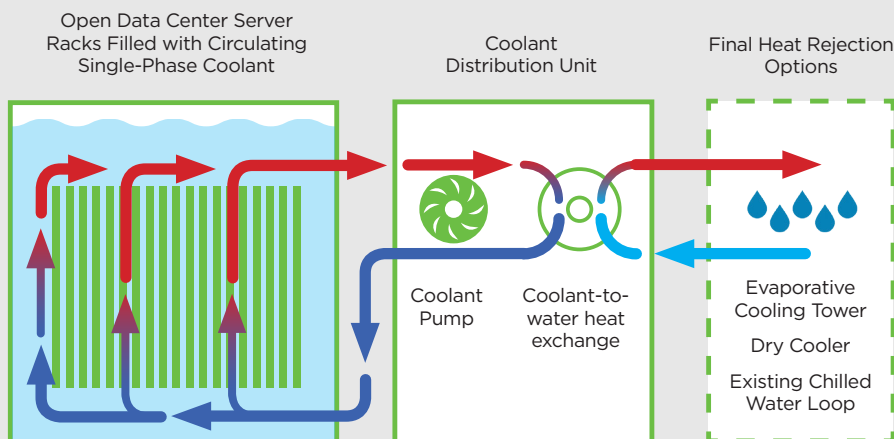 Open Data Center Server
Racks Filled with Circulating
Single-Phase Coolant
Coolant
Distribution Unit
Final Heat Rejection
Options
Coolant
Pump
Coolant-to-
water heat
exchange
Evaporative
Cooling Tower
Dry Cooler
Existing Chilled
Water Loop